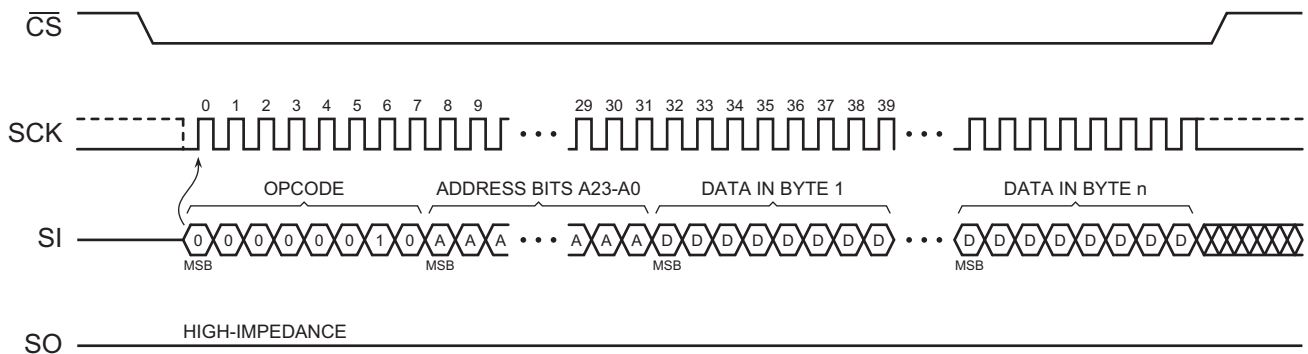 CS
0 1 2 3 4 5 6 7 8 9 29 30 31 32 33 34 35 36 37 38 39
SCK
OPCODE ADDRESS BITS A23-A0 DATA IN BYTE 1 DATA IN BYTE n
SI 0 0 0 0 0 0 1 0 A A A A A A D D D D D D D D D D D D D D D D
MSB MSB MSB MSB
HIGH-IMPEDANCE
SO